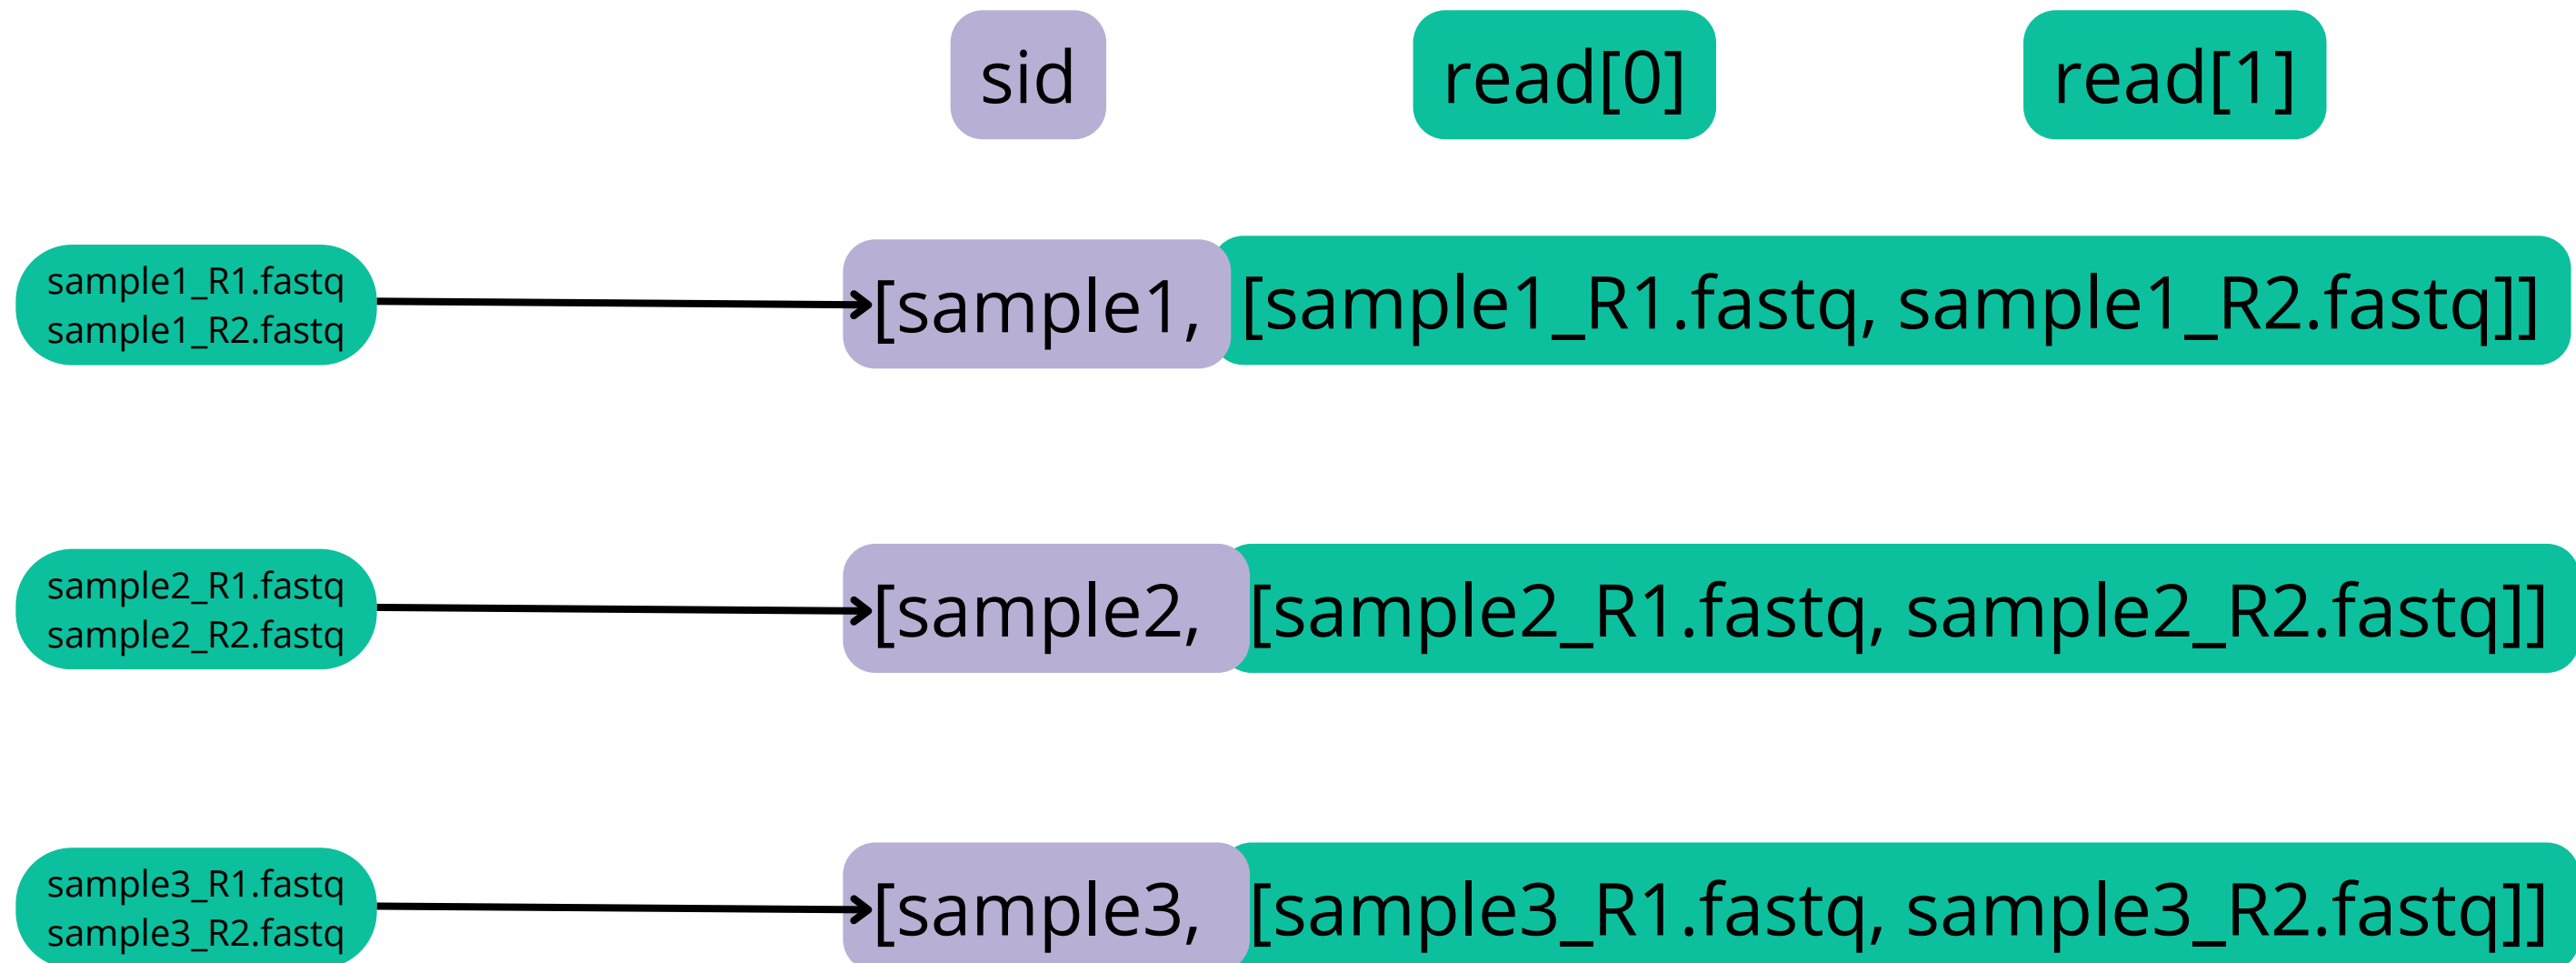 sid read[0] read[1]
sample1_R1.fastq
sample1_R2.fastq
[sample1, [sample1_R1.fastq, sample1_R2.fastq]]
sample2_R1.fastq
sample2_R2.fastq
[sample2, [sample2_R1.fastq, sample2_R2.fastq]]
sample3_R1.fastq
sample3_R2.fastq
[sample3, [sample3_R1.fastq, sample3_R2.fastq]]